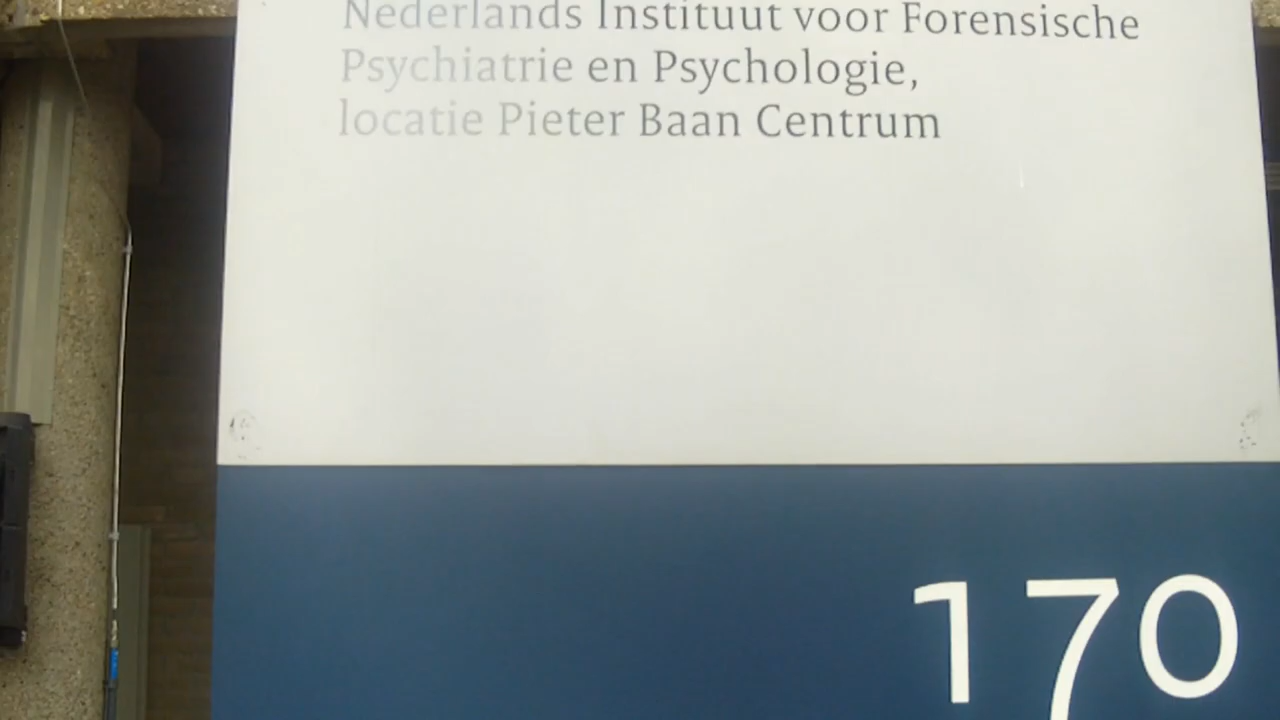 Nederlands Instituut voor Forensische
Psychiatrie en Psychologie,
locatie Pieter Baan Centrum
170